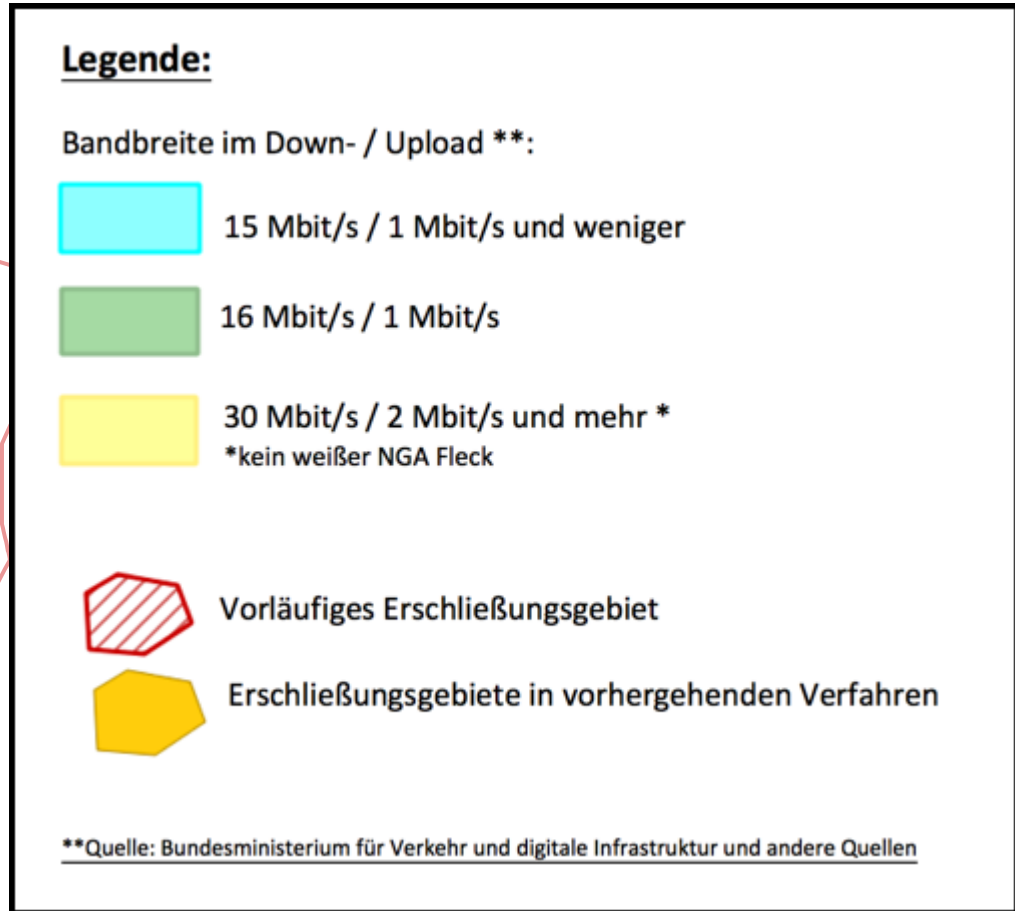 Legende:
Bandbreite im Down- / Upload **:
15 Mbit/s / 1 Mbit/s und weniger
16 Mbit/s / 1 Mbit/s
30 Mbit/s / 2 Mbit/s und mehr *
*kein weißer NGA Fleck
Vorläufiges Erschließungsgebiet
Erschließungsgebiete in vorhergehenden Verfahren
**Quelle: Bundesministerium für Verkehr und digitale Infrastruktur und andere Quellen